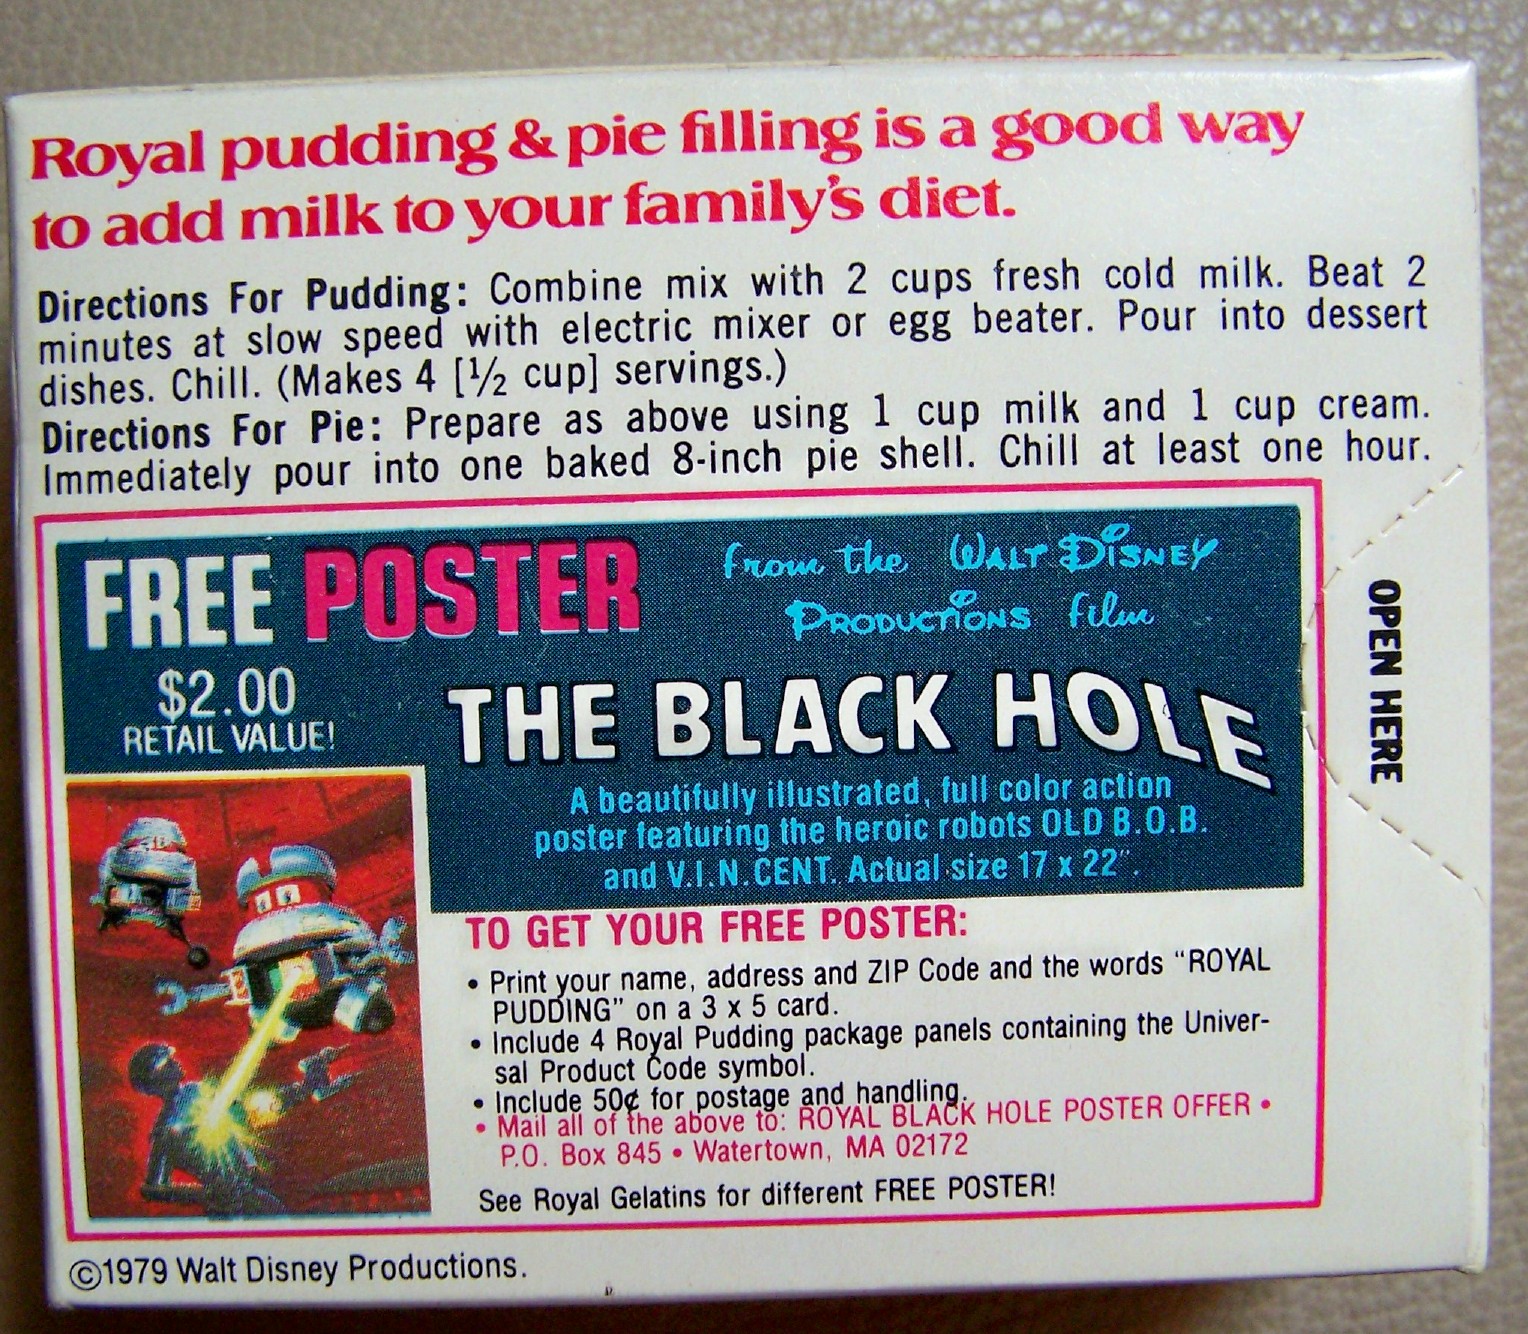 Royal pudding & pie filling is a good way
to add milk to your family's diet.
Directions For Pudding: Combine mix with 2 cups fresh cold milk. Beat 2
minutes at slow speed with electric mixer or egg beater. Pour into dessert
dishes. Chill. (Makes 4 [½ cup] servings.)
Directions For Pie: Prepare as above using 1 cup milk and 1 cup cream.
Immediately pour into one baked 8-inch pie shell. Chill at least one hour.
FREE POSTER
$2.00
RETAIL VALUE!
from the WALT DISNEY
PRODUCTIONS film
THE BLACK HOLE
A beautifully illustrated, full color action
poster featuring the heroic robots OLD B.O.B.
and V.I.N.CENT. Actual size 17 x 22".
TO GET YOUR FREE POSTER:
• Print your name, address and ZIP Code and the words "ROYAL
PUDDING" on a 3 x 5 card.
• Include 4 Royal Pudding package panels containing the Univer-
sal Product Code symbol.
• Include 50¢ for postage and handling.
• Mail all of the above to: ROYAL BLACK HOLE POSTER OFFER •
P.O. Box 845 • Watertown, MA 02172
See Royal Gelatins for different FREE POSTER!
OPEN HERE
©1979 Walt Disney Productions.